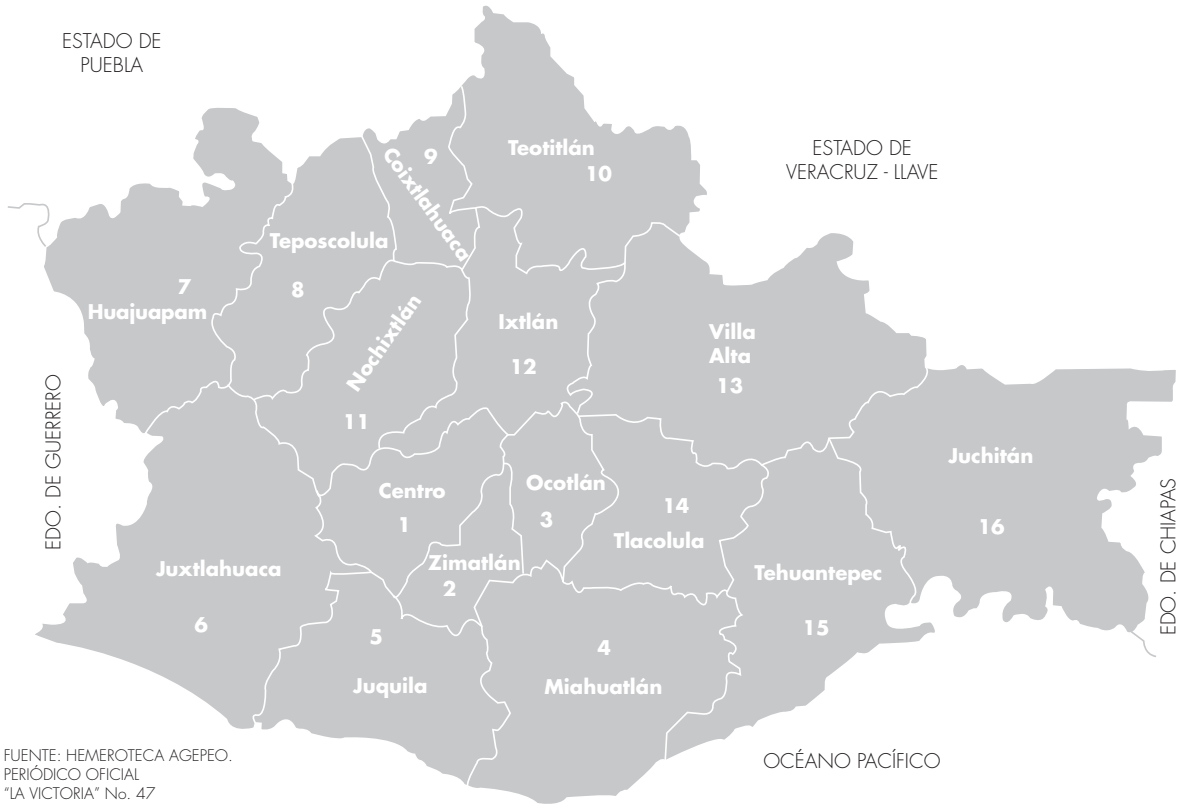 ESTADO DE
PUEBLA
ESTADO DE
VERACRUZ - LLAVE
9
Coixtlahuaca
Teotitlán
10
Teposcolula
8
7
Huajuapam
Nochixtlán
11
Ixtlán
12
Villa
Alta
13
EDO. DE GUERRERO
Centro
1
Ocotlán
3
14
Tlacolula
Juchitán
16
EDO. DE CHIAPAS
Zimatlán
2
Juxtlahuaca
6
Tehuantepec
15
5
Juquila
4
Miahuatlán
OCÉANO PACÍFICO
FUENTE: HEMEROTECA AGEPEO.
PERIÓDICO OFICIAL
"LA VICTORIA" No. 47